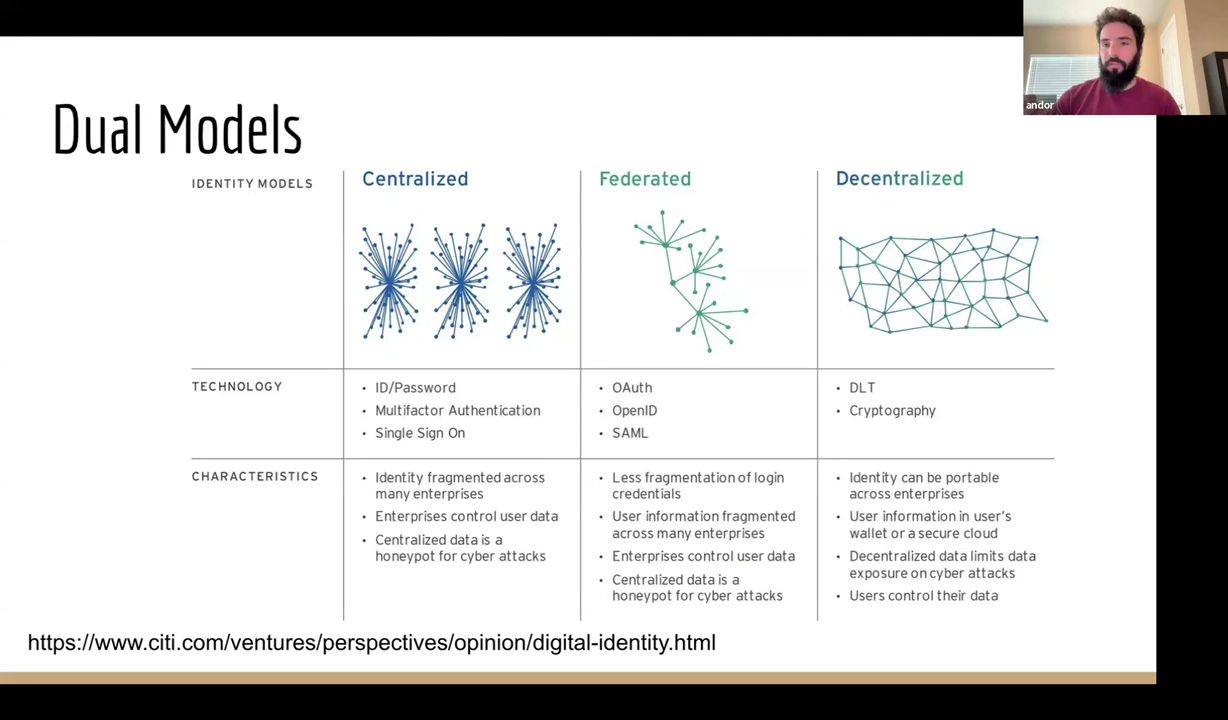 andor
Dual Models
IDENTITY MODELS
Centralized
Federated
Decentralized
TECHNOLOGY
• ID/Password
• Multifactor Authentication
• Single Sign On
• OAuth
• OpenID
• SAML
• DLT
• Cryptography
CHARACTERISTICS
• Identity fragmented across
many enterprises
• Enterprises control user data
• Centralized data is a
honeypot for cyber attacks
• Less fragmentation of login
credentials
• User information fragmented
across many enterprises
• Enterprises control user data
• Centralized data is a
honeypot for cyber attacks
• Identity can be portable
across enterprises
• User information in user's
wallet or a secure cloud
• Decentralized data limits data
exposure on cyber attacks
• Users control their data
https://www.citi.com/ventures/perspectives/opinion/digital-identity.html